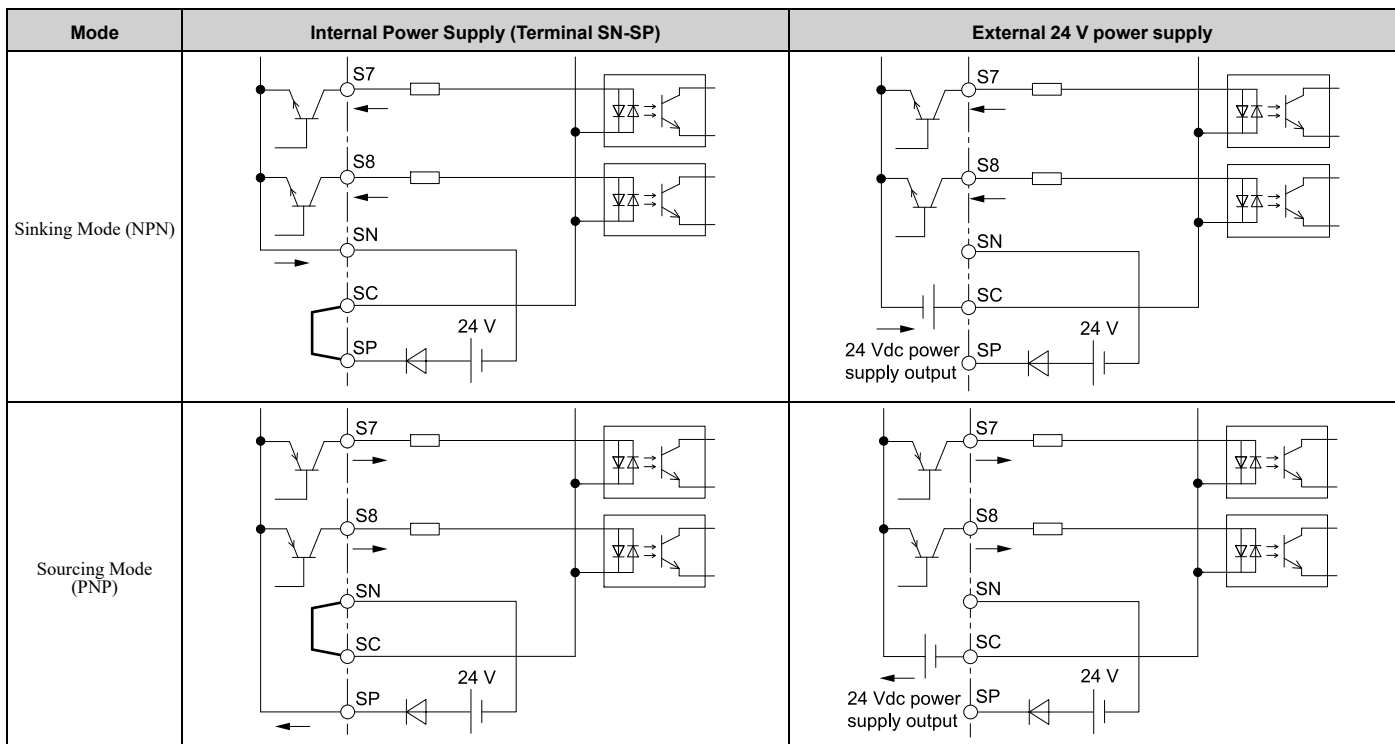 Mode
Internal Power Supply (Terminal SN-SP)
External 24 V power supply
Sinking Mode (NPN)
S7
S8
SN
SC
24 V
SP
S7
S8
SN
SC
24 V
24 Vdc power
supply output
SP
Sourcing Mode
(PNP)
S7
S8
SN
SC
24 V
SP
S7
S8
SN
SC
24 V
24 Vdc power
supply output
SP